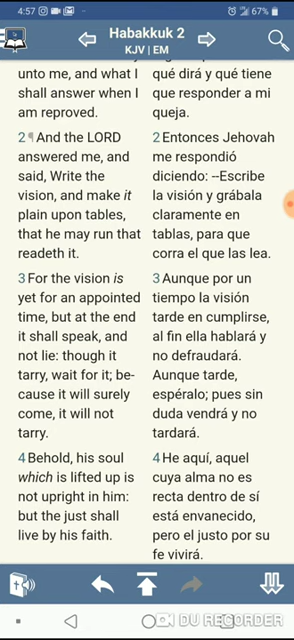 4:57
67%
Habakkuk 2
KJV | EM
unto me, and what I
shall answer when I
am reproved.
2 ¶ And the LORD
answered me, and
said, Write the
vision, and make it
plain upon tables,
that he may run that
readeth it.
3 For the vision is
yet for an appointed
time, but at the end
it shall speak, and
not lie: though it
tarry, wait for it; be-
cause it will surely
come, it will not
tarry.
4 Behold, his soul
which is lifted up is
not upright in him:
but the just shall
live by his faith.
qué dirá y qué tiene
que responder a mi
queja.
2 Entonces Jehovah
me respondió
diciendo: --Escribe
la visión y grábala
claramente en
tablas, para que
corra el que las lea.
3 Aunque por un
tiempo la visión
tarde en cumplirse,
al fin ella hablará y
no defraudará.
Aunque tarde,
espéralo; pues sin
duda vendrá y no
tardará.
4 He aquí, aquel
cuya alma no es
recta dentro de sí
está envanecido,
pero el justo por su
fe vivirá.
DU RECORDER